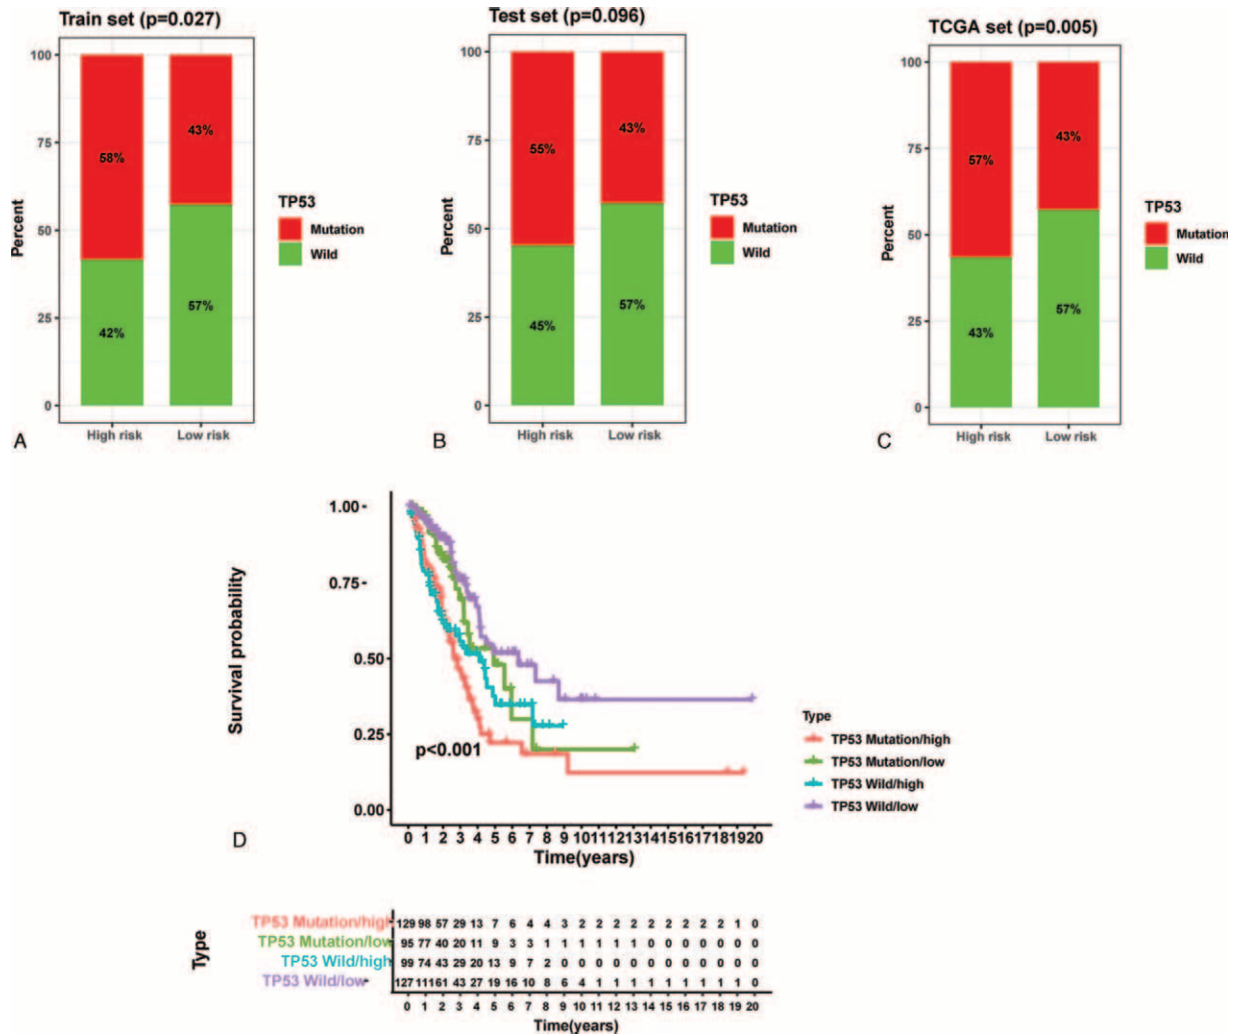 Train set (p=0.027)
100
75
50
25
0
Percent
58%
42%
43%
57%
High risk
Low risk
TP53
Mutation
Wild
A
Test set (p=0.096)
100
75
50
25
0
Percent
55%
45%
43%
57%
High risk
Low risk
TP53
Mutation
Wild
B
TCGA set (p=0.005)
100
75
50
25
0
Percent
57%
43%
43%
57%
High risk
Low risk
TP53
Mutation
Wild
C
1.00
0.75
0.50
0.25
0.00
Survival probability
p<0.001
0 1 2 3 4 5 6 7 8 9 10 11 12 13 14 15 16 17 18 19 20
Time(years)
Type
TP53 Mutation/high
TP53 Mutation/low
TP53 Wild/high
TP53 Wild/low
D
Type
TP53 Mutation/high 129 98 57 29 13 7 6 4 4 3 2 2 2 2 2 2 2 2 2 1 0
TP53 Mutation/low 95 77 40 20 11 9 3 3 1 1 1 1 1 1 0 0 0 0 0 0 0
TP53 Wild/high 99 74 43 29 20 13 9 7 2 0 0 0 0 0 0 0 0 0 0 0 0
TP53 Wild/low 127 111 61 43 27 19 16 10 8 6 4 1 1 1 1 1 1 1 1 1 0
0 1 2 3 4 5 6 7 8 9 10 11 12 13 14 15 16 17 18 19 20
Time(years)